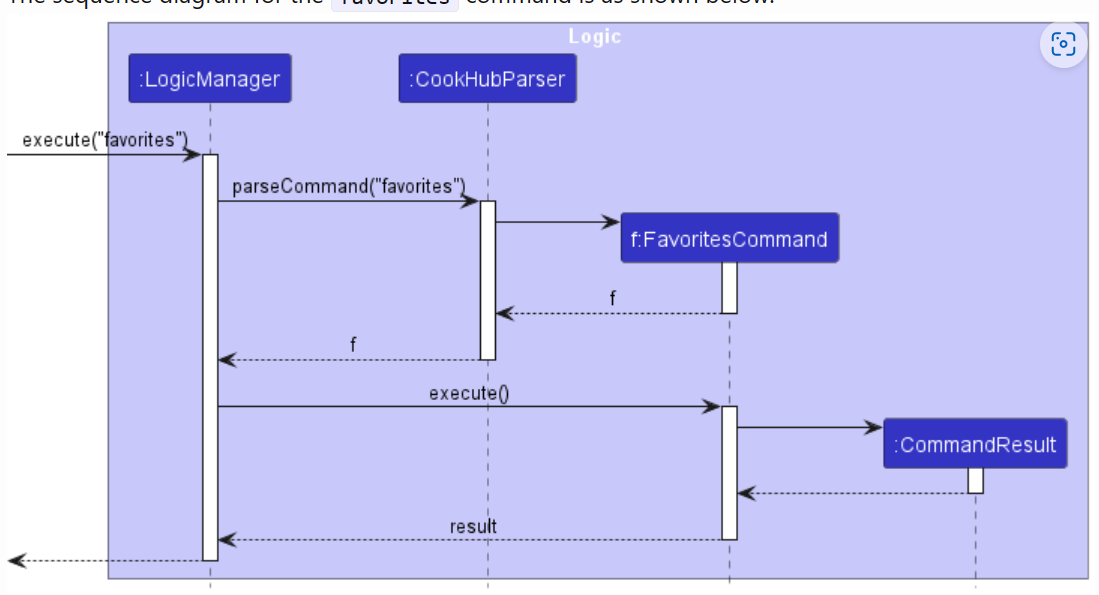 The sequence diagram for the favorites command is as shown below.
Logic
:LogicManager
:CookHubParser
execute("favorites")
parseCommand("favorites")
f:FavoritesCommand
f
f
execute()
:CommandResult
result